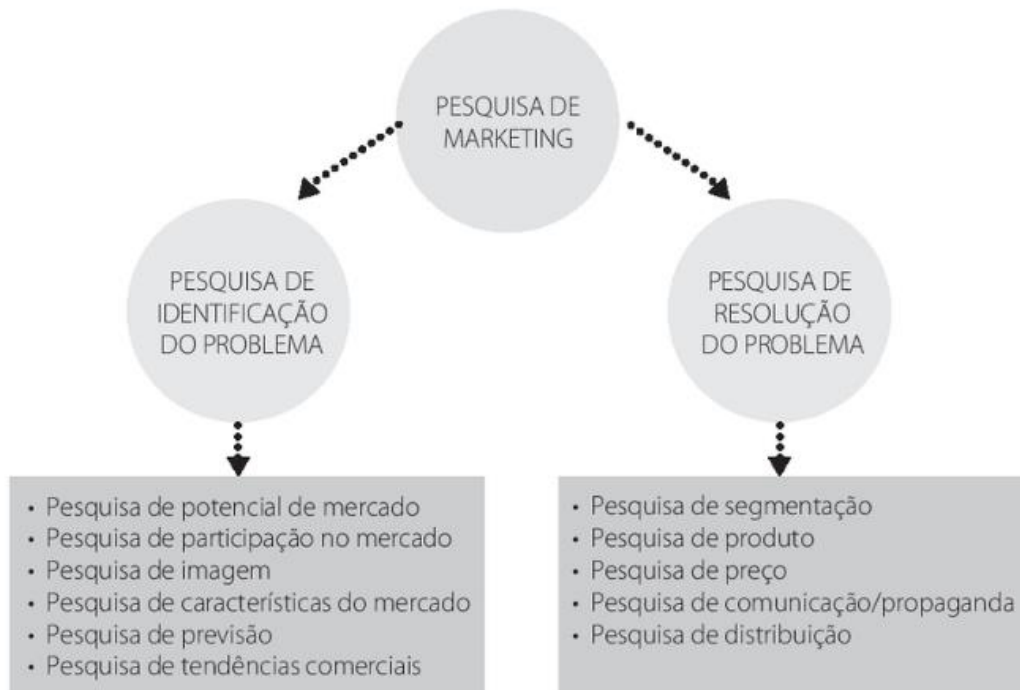 PESQUISA DE
MARKETING
PESQUISA DE
IDENTIFICAÇÃO
DO PROBLEMA
PESQUISA DE
RESOLUÇÃO
DO PROBLEMA
• Pesquisa de potencial de mercado
• Pesquisa de participação no mercado
• Pesquisa de imagem
• Pesquisa de características do mercado
• Pesquisa de previsão
• Pesquisa de tendências comerciais
• Pesquisa de segmentação
• Pesquisa de produto
• Pesquisa de preço
• Pesquisa de comunicação/propaganda
• Pesquisa de distribuição